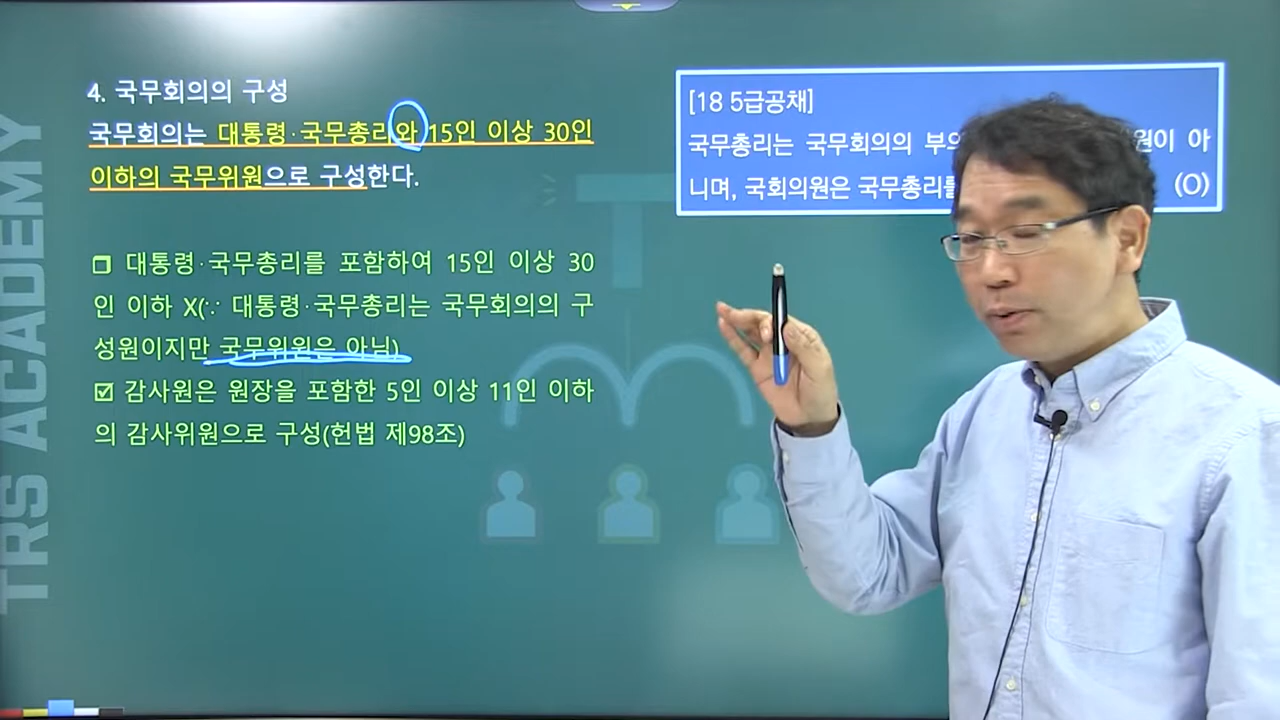 4. 국무회의의 구성
국무회의는 대통령·국무총리와 15인 이상 30인
이하의 국무위원으로 구성한다.
❒ 대통령·국무총리를 포함하여 15인 이상 30
인 이하 X(∵ 대통령·국무총리는 국무회의의 구
성원이지만 국무위원은 아님)
☑ 감사원은 원장을 포함한 5인 이상 11인 이하
의 감사위원으로 구성(헌법 제98조)
[18 5급공채]
국무총리는 국무회의의 아
니며, 국회의원은 국무총리를 (O)
TRS ACADEMY